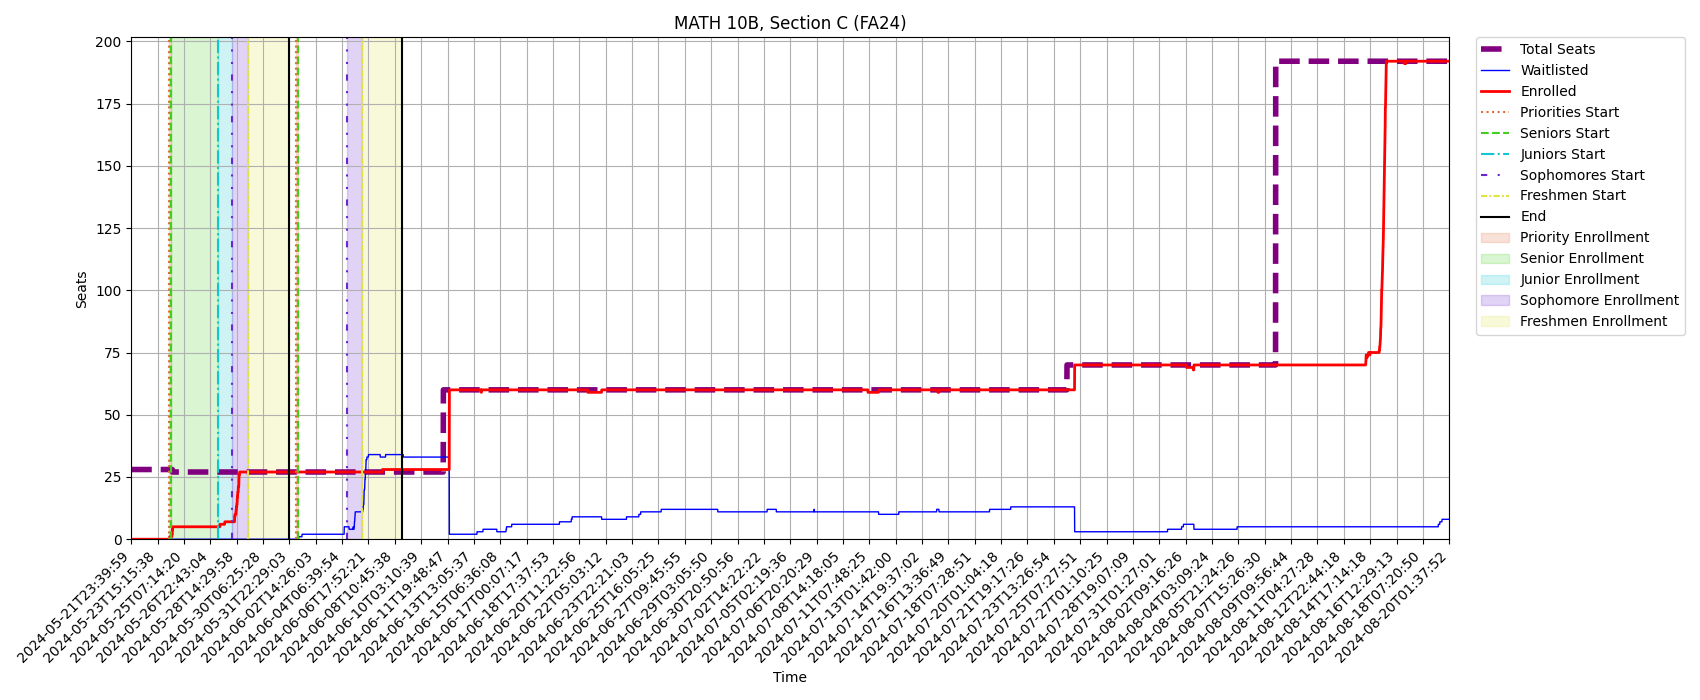 MATH 10B, Section C (FA24)
200
175
150
125
100
75
50
25
0
Seats
2024-05-21T23:39:59
2024-05-23T15:15:38
2024-05-25T07:14:20
2024-05-26T22:43:04
2024-05-28T14:29:58
2024-05-30T06:25:28
2024-05-31T22:29:03
2024-06-02T14:26:03
2024-06-04T06:39:54
2024-06-06T17:52:21
2024-06-08T10:45:38
2024-06-10T03:10:39
2024-06-11T19:48:47
2024-06-13T13:05:37
2024-06-15T06:36:08
2024-06-17T00:07:17
2024-06-18T17:37:53
2024-06-20T11:22:56
2024-06-22T05:03:12
2024-06-23T22:21:03
2024-06-25T16:05:25
2024-06-27T09:45:55
2024-06-29T03:05:50
2024-06-30T20:50:56
2024-07-02T14:22:22
2024-07-05T02:19:36
2024-07-06T20:20:29
2024-07-08T14:18:05
2024-07-11T07:48:25
2024-07-13T01:42:00
2024-07-14T19:37:02
2024-07-16T13:36:49
2024-07-18T07:28:51
2024-07-20T01:04:18
2024-07-21T19:17:26
2024-07-23T13:26:54
2024-07-25T07:27:51
2024-07-27T01:10:25
2024-07-28T19:07:09
2024-07-31T01:27:01
2024-08-02T09:16:26
2024-08-04T03:09:24
2024-08-05T21:24:26
2024-08-07T15:26:30
2024-08-09T09:56:44
2024-08-11T04:27:28
2024-08-12T22:44:18
2024-08-14T17:14:18
2024-08-16T12:29:13
2024-08-18T07:20:50
2024-08-20T01:37:52
Time
Total Seats
Waitlisted
Enrolled
Priorities Start
Seniors Start
Juniors Start
Sophomores Start
Freshmen Start
End
Priority Enrollment
Senior Enrollment
Junior Enrollment
Sophomore Enrollment
Freshmen Enrollment